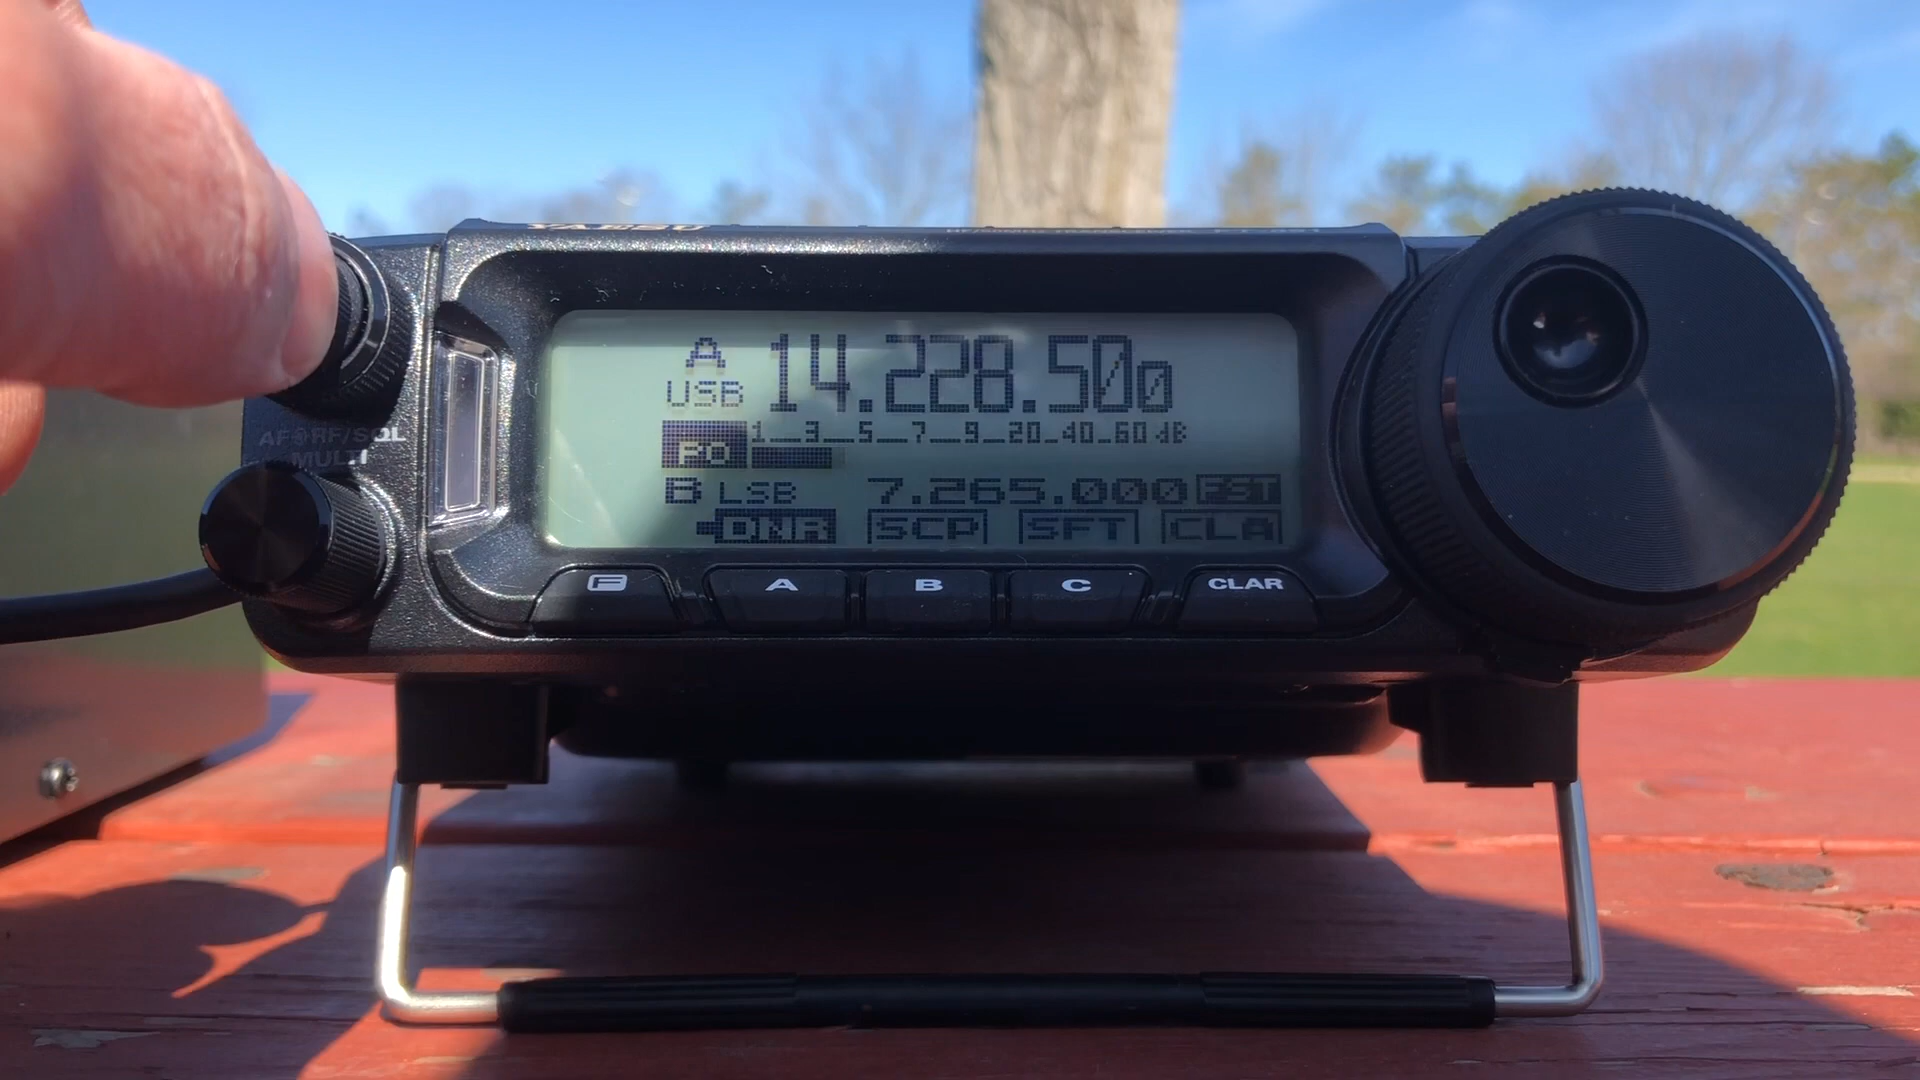 YAESU
A 14.228.500
USB
1 3 5 7 9 20 40 60 dB
PO
B LSB 7.265.000 FST
DNR SCP SFT CLA
AF RF/SQL
MULTI
F A B C CLAR